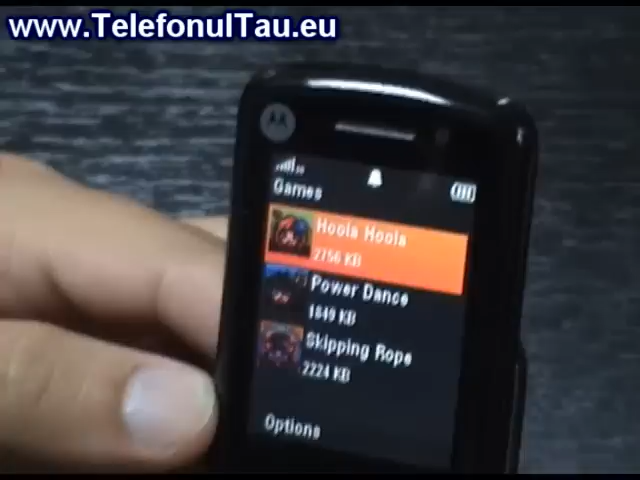 www.TelefonulTau.eu
Games
Hoola Hoola
2756 KB
Power Dance
1849 KB
Skipping Rope
2224 KB
Options